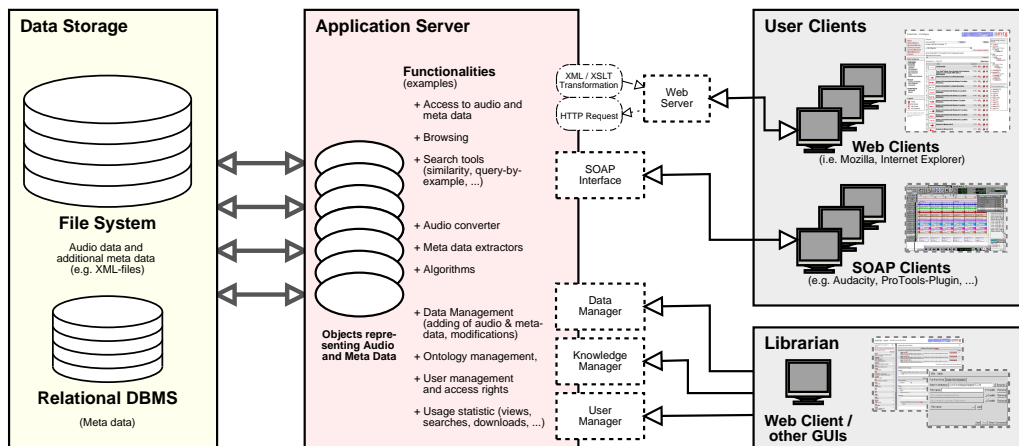 Data Storage
File System
Audio data and
additional meta data
(e.g. XML-files)
Relational DBMS
(Meta data)
Application Server
Functionalities
(examples)
+ Access to audio and
meta data
+ Browsing
+ Search tools
(similarity, query-by-
example, ...)
+ Audio converter
+ Meta data extractors
+ Algorithms
+ Data Management
(adding of audio & meta-
data, modifications)
+ Ontology management,
+ User management
and access rights
+ Usage statistic (views,
searches, downloads, ...)
Objects repre-
senting Audio
and Meta Data
XML / XSLT
Transformation
HTTP Request
Web
Server
SOAP
Interface
Data
Manager
Knowledge
Manager
User
Manager
User Clients
Web Clients
(i.e. Mozilla, Internet Explorer)
SOAP Clients
(e.g. Audacity, ProTools-Plugin, ...)
Librarian
Web Client /
other GUIs